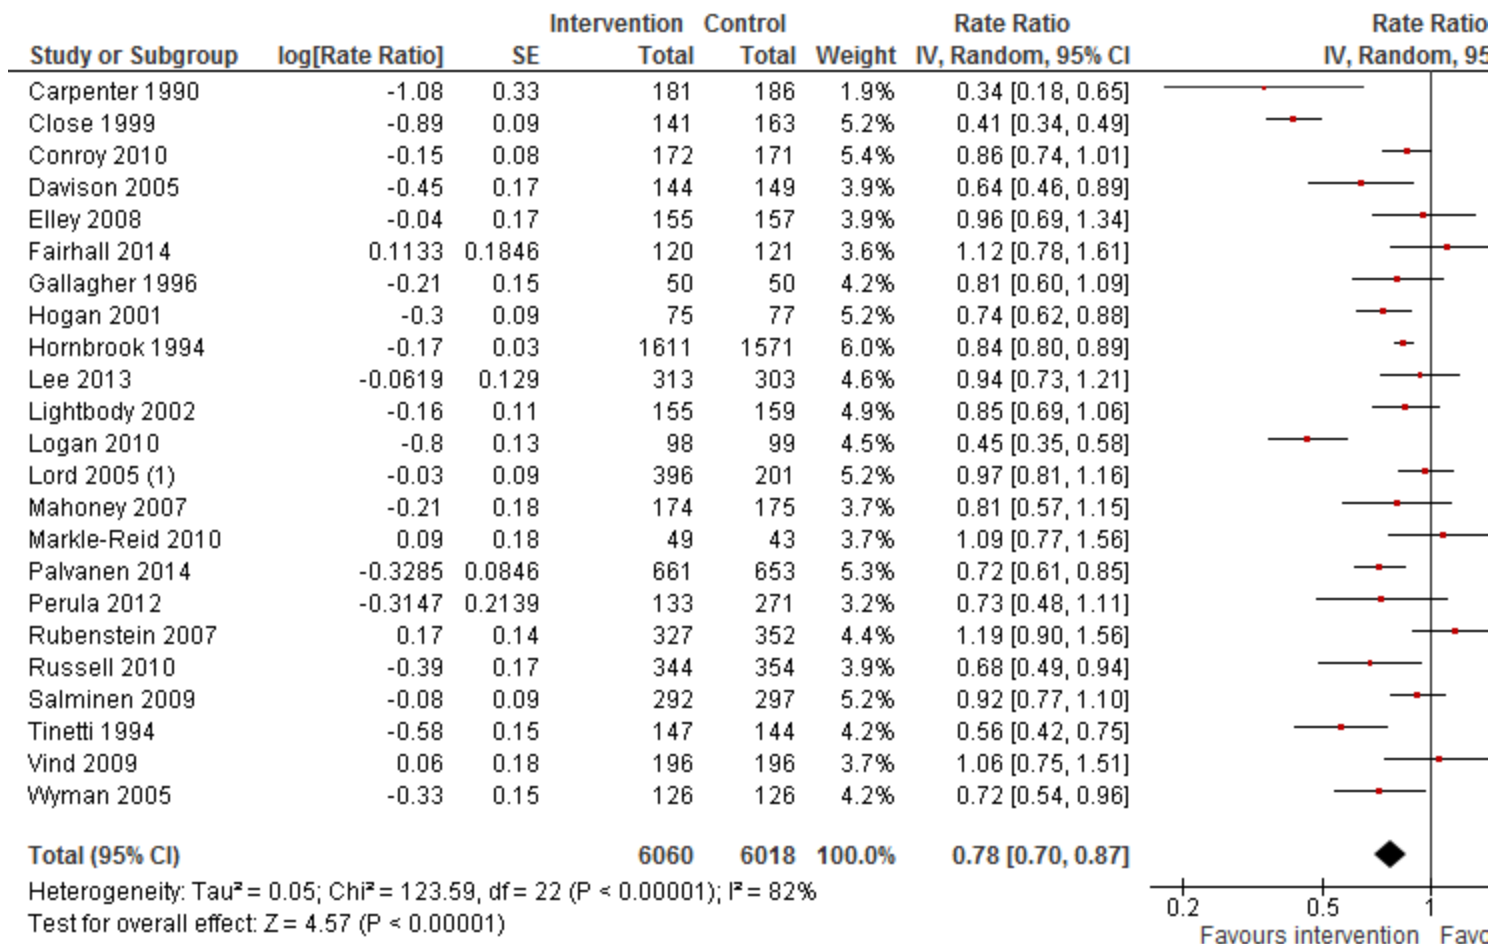 Intervention Control Rate Ratio Rate Ratio
Study or Subgroup log[Rate Ratio] SE Total Total Weight IV, Random, 95% CI IV, Random, 95
Carpenter 1990 -1.08 0.33 181 186 1.9% 0.34 [0.18, 0.65]
Close 1999 -0.89 0.09 141 163 5.2% 0.41 [0.34, 0.49]
Conroy 2010 -0.15 0.08 172 171 5.4% 0.86 [0.74, 1.01]
Davison 2005 -0.45 0.17 144 149 3.9% 0.64 [0.46, 0.89]
Elley 2008 -0.04 0.17 155 157 3.9% 0.96 [0.69, 1.34]
Fairhall 2014 0.1133 0.1846 120 121 3.6% 1.12 [0.78, 1.61]
Gallagher 1996 -0.21 0.15 50 50 4.2% 0.81 [0.60, 1.09]
Hogan 2001 -0.3 0.09 75 77 5.2% 0.74 [0.62, 0.88]
Hornbrook 1994 -0.17 0.03 1611 1571 6.0% 0.84 [0.80, 0.89]
Lee 2013 -0.0619 0.129 313 303 4.6% 0.94 [0.73, 1.21]
Lightbody 2002 -0.16 0.11 155 159 4.9% 0.85 [0.69, 1.06]
Logan 2010 -0.8 0.13 98 99 4.5% 0.45 [0.35, 0.58]
Lord 2005 (1) -0.03 0.09 396 201 5.2% 0.97 [0.81, 1.16]
Mahoney 2007 -0.21 0.18 174 175 3.7% 0.81 [0.57, 1.15]
Markle-Reid 2010 0.09 0.18 49 43 3.7% 1.09 [0.77, 1.56]
Palvanen 2014 -0.3285 0.0846 661 653 5.3% 0.72 [0.61, 0.85]
Perula 2012 -0.3147 0.2139 133 271 3.2% 0.73 [0.48, 1.11]
Rubenstein 2007 0.17 0.14 327 352 4.4% 1.19 [0.90, 1.56]
Russell 2010 -0.39 0.17 344 354 3.9% 0.68 [0.49, 0.94]
Salminen 2009 -0.08 0.09 292 297 5.2% 0.92 [0.77, 1.10]
Tinetti 1994 -0.58 0.15 147 144 4.2% 0.56 [0.42, 0.75]
Vind 2009 0.06 0.18 196 196 3.7% 1.06 [0.75, 1.51]
Wyman 2005 -0.33 0.15 126 126 4.2% 0.72 [0.54, 0.96]
Total (95% CI) 6060 6018 100.0% 0.78 [0.70, 0.87]
Heterogeneity: Tau² = 0.05; Chi² = 123.59, df = 22 (P < 0.00001); I² = 82%
Test for overall effect: Z = 4.57 (P < 0.00001)
0.2 0.5 1
Favours intervention Favo